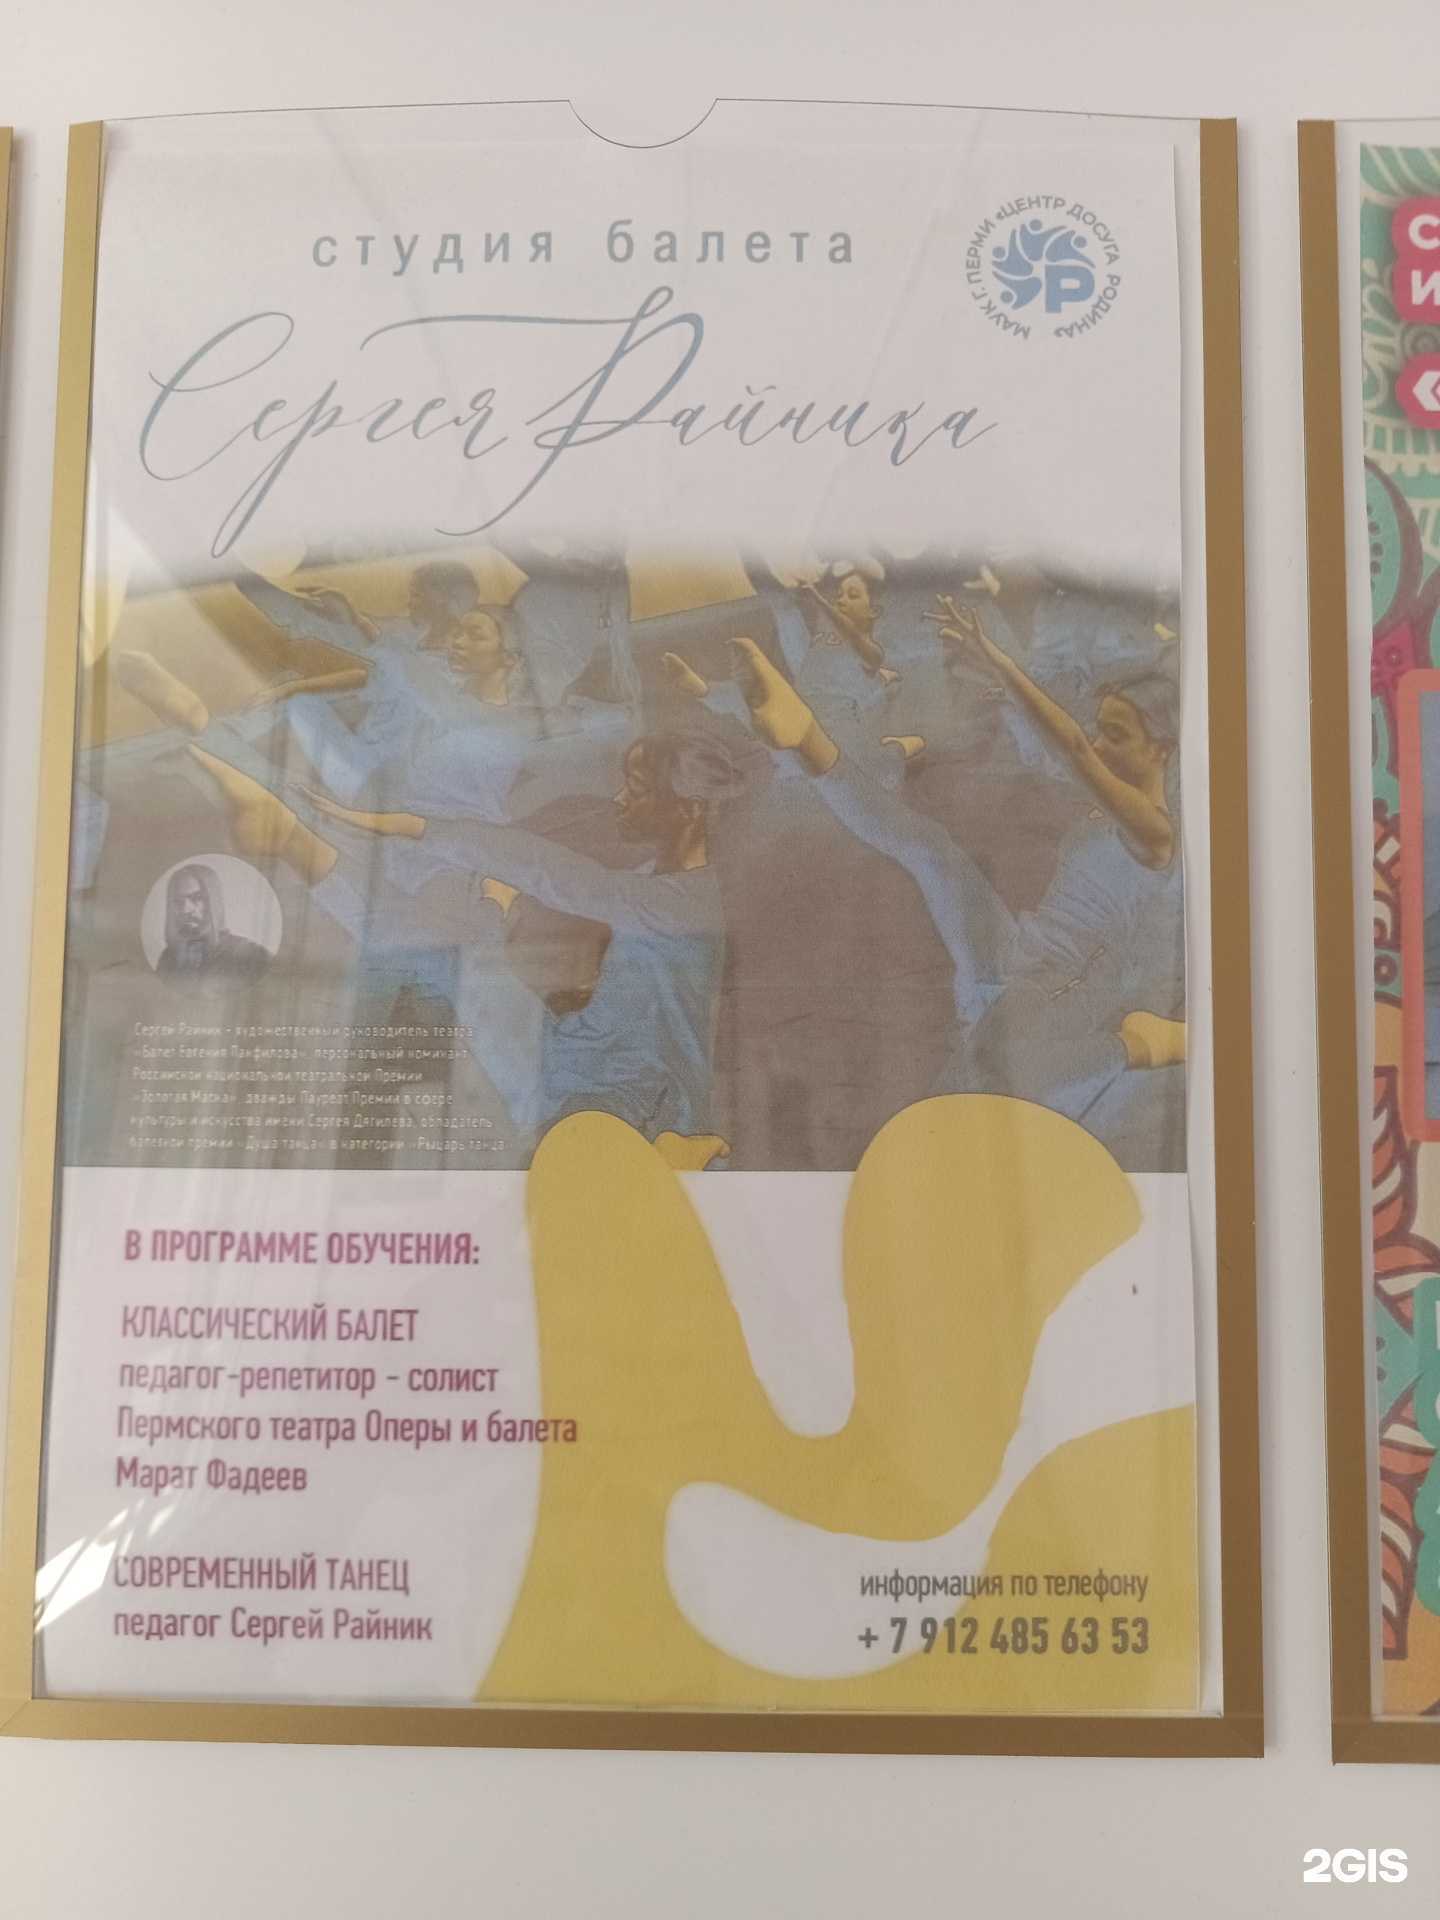 студия балета
МАУК Г. ПЕРМИ «ЦЕНТР ДОСУГА РОДИНА»
Р
Сергея Райника
Сергей Райник - художественный руководитель театра
«Балет Евгения Панфилова», персональный номинант
Российской национальной театральной Премии
«Золотая Маска», дважды Лауреат Премии в сфере
культуры и искусства имени Сергея Дягилева, обладатель
балетной премии «Душа танца» в категории «Рыцарь танца»
В ПРОГРАММЕ ОБУЧЕНИЯ:
КЛАССИЧЕСКИЙ БАЛЕТ
педагог-репетитор - солист
Пермского театра Оперы и балета
Марат Фадеев
СОВРЕМЕННЫЙ ТАНЕЦ
педагог Сергей Райник
информация по телефону
+ 7 912 485 63 53
2GIS